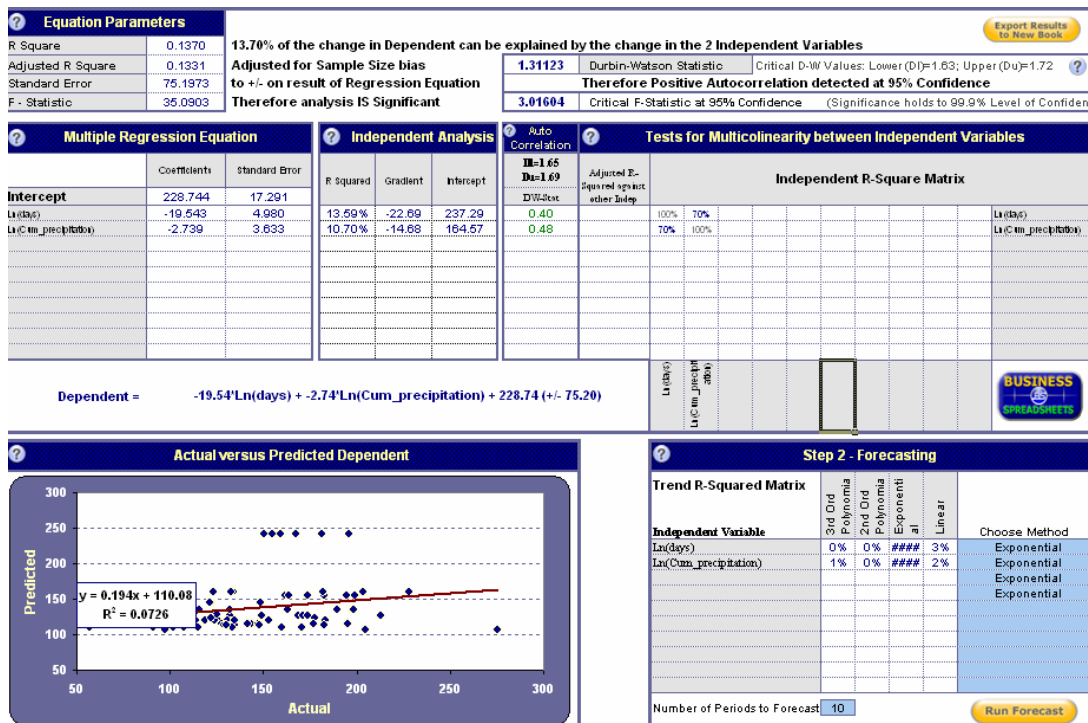 ? Equation Parameters
R Square 0.1370 13.70% of the change in Dependent can be explained by the change in the 2 Independent Variables
Export Results to New Book
Adjusted R Square 0.1331 Adjusted for Sample Size bias 1.31123 Durbin-Watson Statistic Critical D-W Values: Lower (Dl)=1.63; Upper (Du)=1.72 ?
Standard Error 75.1973 to +/- on result of Regression Equation Therefore Positive Autocorrelation detected at 95% Confidence
F - Statistic 35.0903 Therefore analysis IS Significant 3.01604 Critical F-Statistic at 95% Confidence (Significance holds to 99.9% Level of Confiden
? Multiple Regression Equation ? Independent Analysis ? Auto Correlation ? Tests for Multicolinearity between Independent Variables
Coefficients Standard Error R Squared Gradient Intercept Du=1.69 DW-Stat Adjusted R-Squared against other Indep Independent R-Square Matrix
Intercept 228.744 17.291
Ln(days) -19.543 4.980 13.59% -22.69 237.29 0.40 100% 70% Ln(days)
Ln(Cum_precipitation) -2.739 3.633 10.70% -14.68 164.57 0.48 70% 100% Ln(Cum_precipitation)
Ln(days)
Ln(Cum_precipitation)
Dependent = -19.54*Ln(days) + -2.74*Ln(Cum_precipitation) + 228.74 (+/- 75.20)
BUSINESS
SPREADSHEETS
? Actual versus Predicted Dependent
300
250
200
150
100
50
Predicted
y = 0.194x + 110.08
R² = 0.0726
50 100 150 200 250 300
Actual
? Step 2 - Forecasting
Trend R-Squared Matrix
Independent Variable 3rd Ord Polynomia 2nd Ord Polynomia Exponenti al Linear Choose Method
Ln(days) 0% 0% #### 3% Exponential
Ln(Cum_precipitation) 1% 0% #### 2% Exponential
Exponential
Exponential
Number of Periods to Forecast 10 Run Forecast